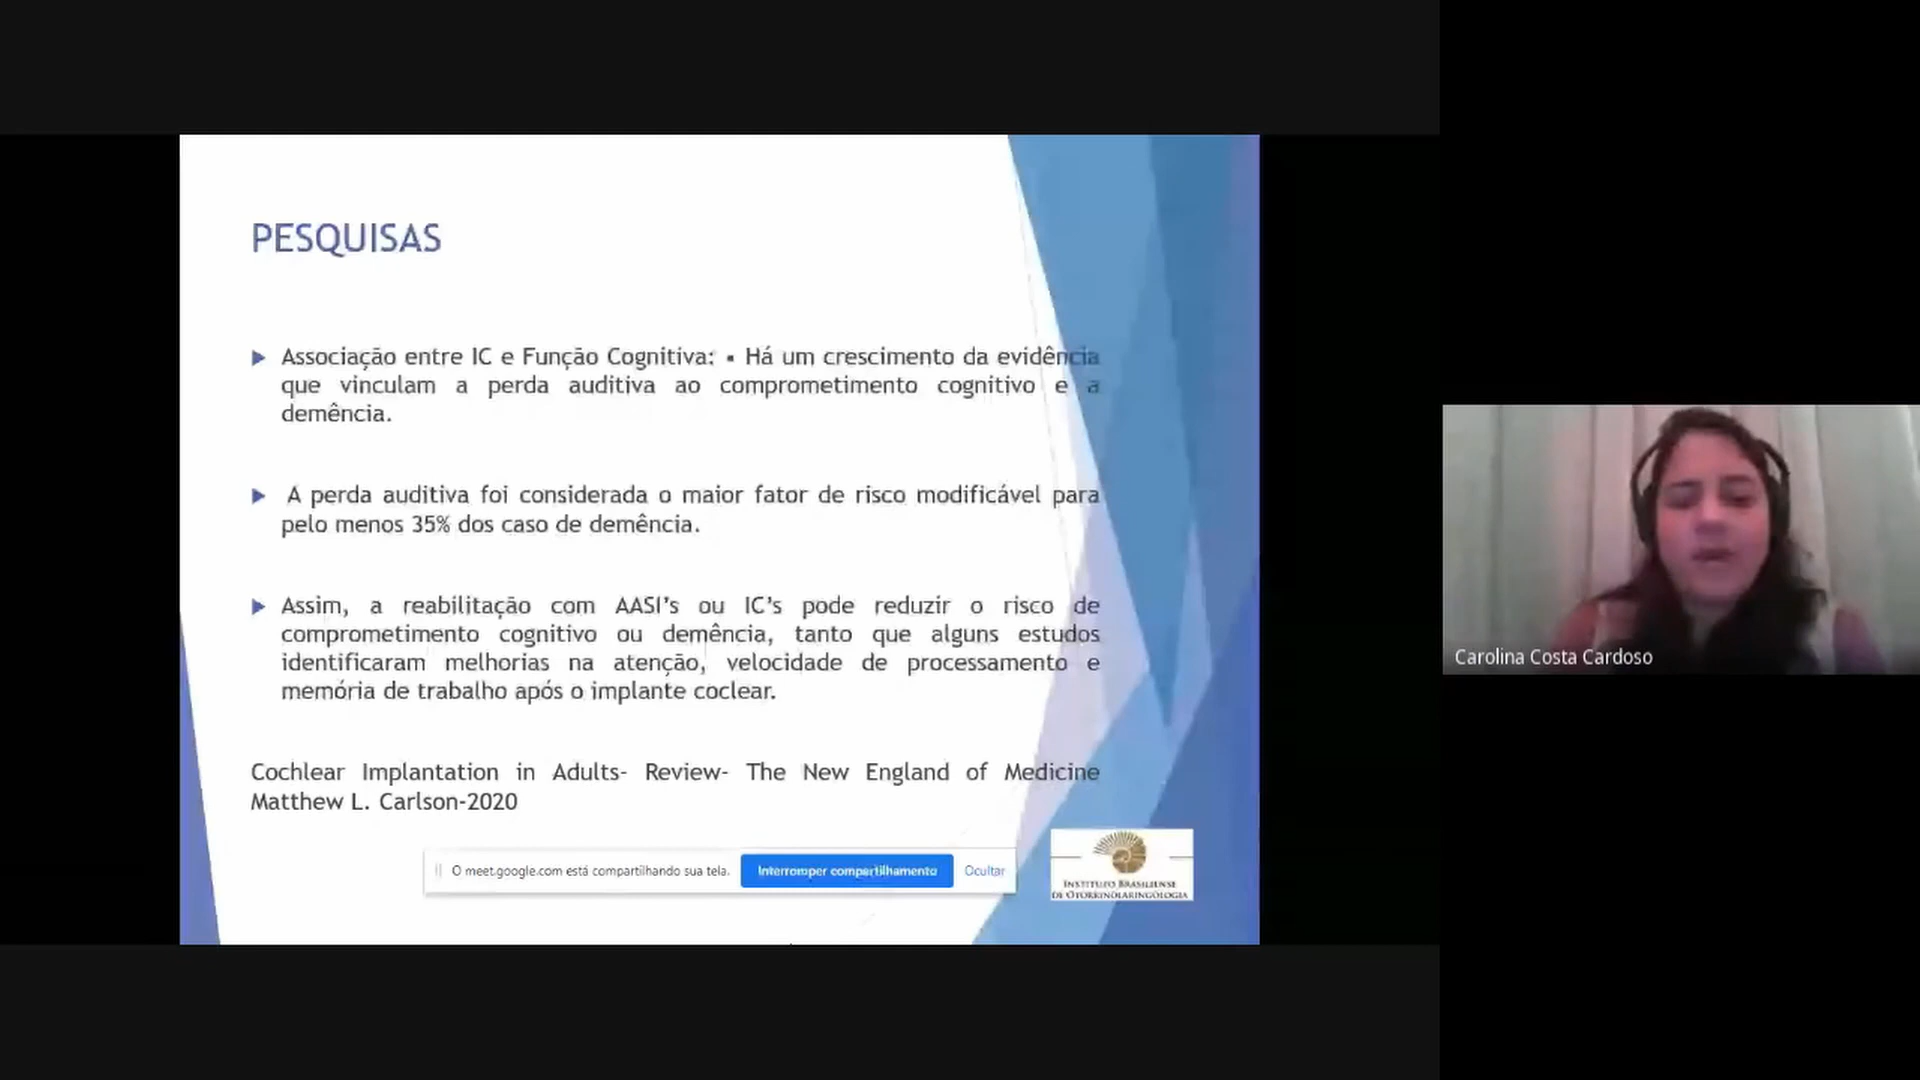 PESQUISAS
Associação entre IC e Função Cognitiva: ▪ Há um crescimento da evidência
que vinculam a perda auditiva ao comprometimento cognitivo e a
demência.
A perda auditiva foi considerada o maior fator de risco modificável para
pelo menos 35% dos caso de demência.
Assim, a reabilitação com AASI's ou IC's pode reduzir o risco de
comprometimento cognitivo ou demência, tanto que alguns estudos
identificaram melhorias na atenção, velocidade de processamento e
memória de trabalho após o implante coclear.
Cochlear Implantation in Adults- Review- The New England of Medicine
Matthew L. Carlson-2020
O meet.google.com está compartilhando sua tela. Interromper compartilhamento Ocultar
INSTITUTO BRASILIENSE
DE OTORRINOLARINGOLOGIA
Carolina Costa Cardoso